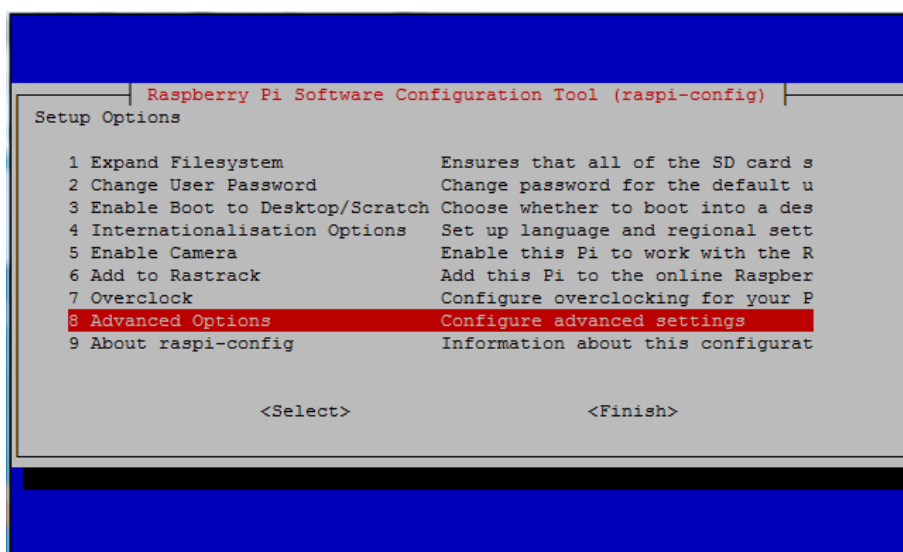 Raspberry Pi Software Configuration Tool (raspi-config)
Setup Options
1 Expand Filesystem Ensures that all of the SD card s
2 Change User Password Change password for the default u
3 Enable Boot to Desktop/Scratch Choose whether to boot into a des
4 Internationalisation Options Set up language and regional sett
5 Enable Camera Enable this Pi to work with the R
6 Add to Rastrack Add this Pi to the online Raspber
7 Overclock Configure overclocking for your P
8 Advanced Options Configure advanced settings
9 About raspi-config Information about this configurat
<Select> <Finish>